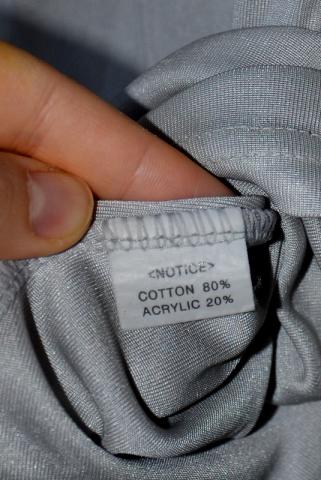 <NOTICE>
COTTON 80%
ACRYLIC 20%